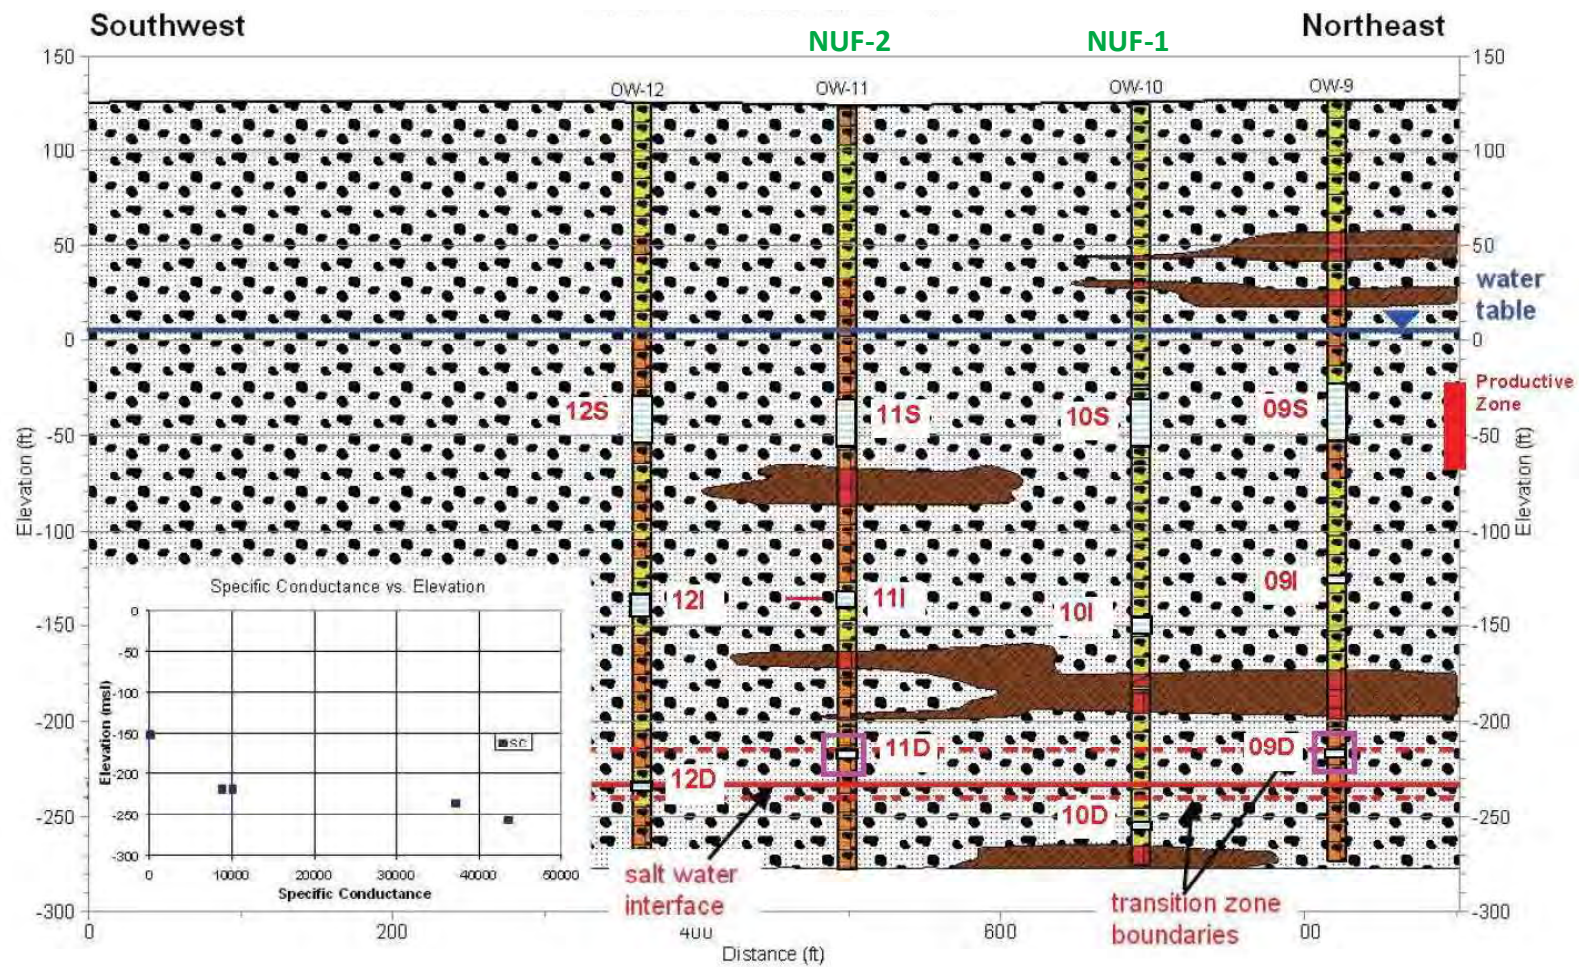 Southwest
Northeast
NUF-2
NUF-1
OW-12
OW-11
OW-10
OW-9
150
100
50
0
-50
-100
-150
-200
-250
-300
Elevation (ft)
150
100
50
0
-50
-100
-150
-200
-250
-300
Elevation (ft)
water
table
Productive
Zone
12S
11S
10S
09S
12I
11I
10I
09I
12D
11D
10D
09D
salt water
interface
transition zone
boundaries
Specific Conductance vs. Elevation
0
-50
-100
-150
-200
-250
-300
Elevation (msl)
SC
0
10000
20000
30000
40000
50000
Specific Conductance
0
200
400
600
00
Distance (ft)